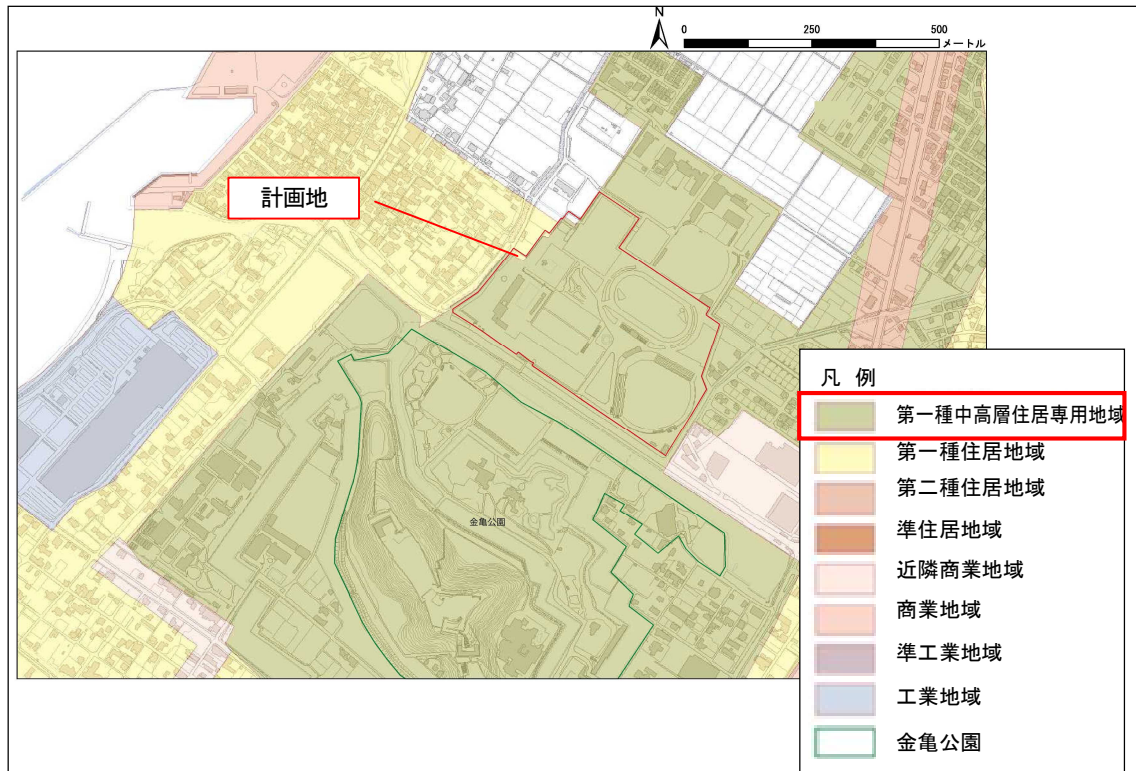 N
0 250 500
メートル
計画地
金亀公園
凡 例
第一種中高層住居専用地域
第一種住居地域
第二種住居地域
準住居地域
近隣商業地域
商業地域
準工業地域
工業地域
金亀公園